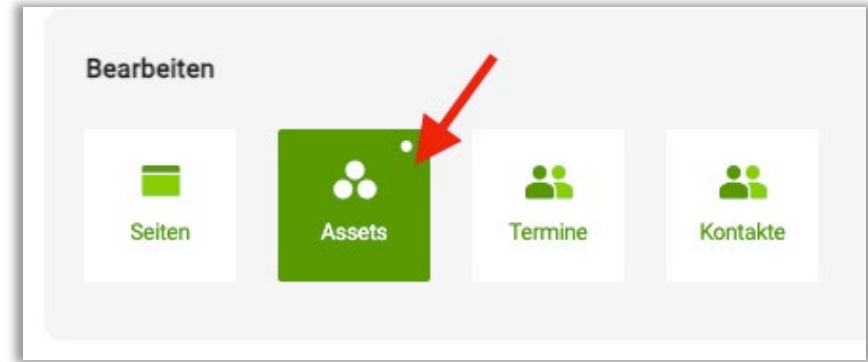 Bearbeiten
Seiten
Assets
Termine
Kontakte